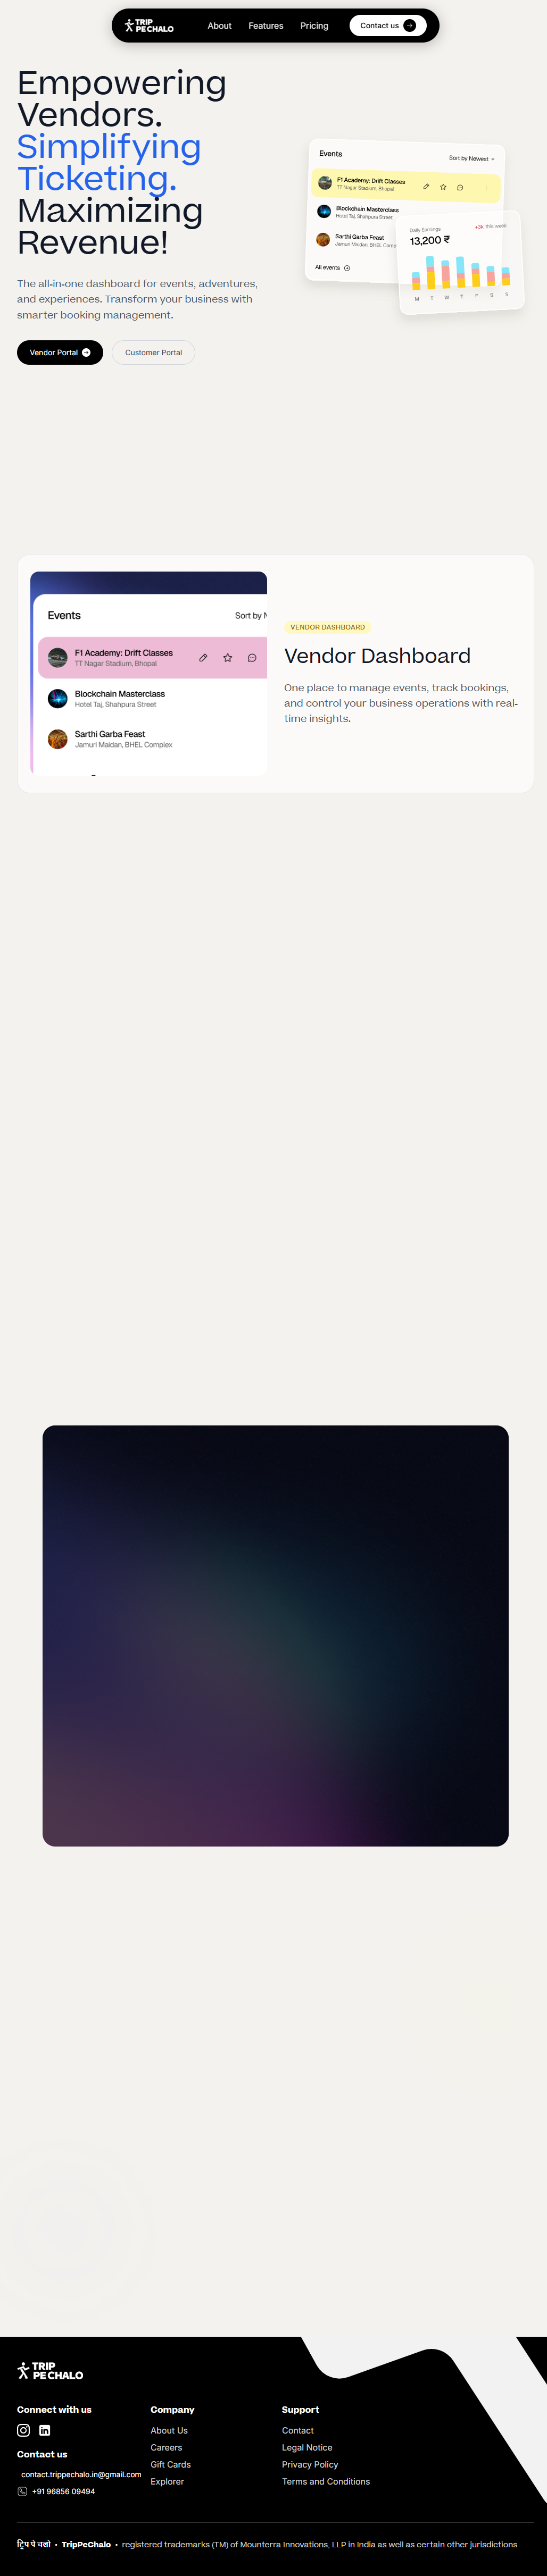 TRIP
PE CHALO
About
Features
Pricing
Contact us
Empowering
Vendors.
Simplifying
Ticketing.
Maximizing
Revenue!
The all-in-one dashboard for events, adventures,
and experiences. Transform your business with
smarter booking management.
Vendor Portal
Customer Portal
Events
Sort by Newest
F1 Academy: Drift Classes
TT Nagar Stadium, Bhopal
Blockchain Masterclass
Hotel Taj, Shahpura Street
Sarthi Garba Feast
Jamuri Maidan, BHEL Comp
All events
Daily Earnings
+3k this week
13,200 ₹
M T W T F S S
Events
Sort by N
F1 Academy: Drift Classes
TT Nagar Stadium, Bhopal
Blockchain Masterclass
Hotel Taj, Shahpura Street
Sarthi Garba Feast
Jamuri Maidan, BHEL Complex
VENDOR DASHBOARD
Vendor Dashboard
One place to manage events, track bookings,
and control your business operations with real-
time insights.
TRIP
PE CHALO
Connect with us
Contact us
contact.trippechalo.in@gmail.com
+91 96856 09494
Company
About Us
Careers
Gift Cards
Explorer
Support
Contact
Legal Notice
Privacy Policy
Terms and Conditions
ट्रिप पे चलो • TripPeChalo • registered trademarks (TM) of Mounterra Innovations, LLP in India as well as certain other jurisdictions